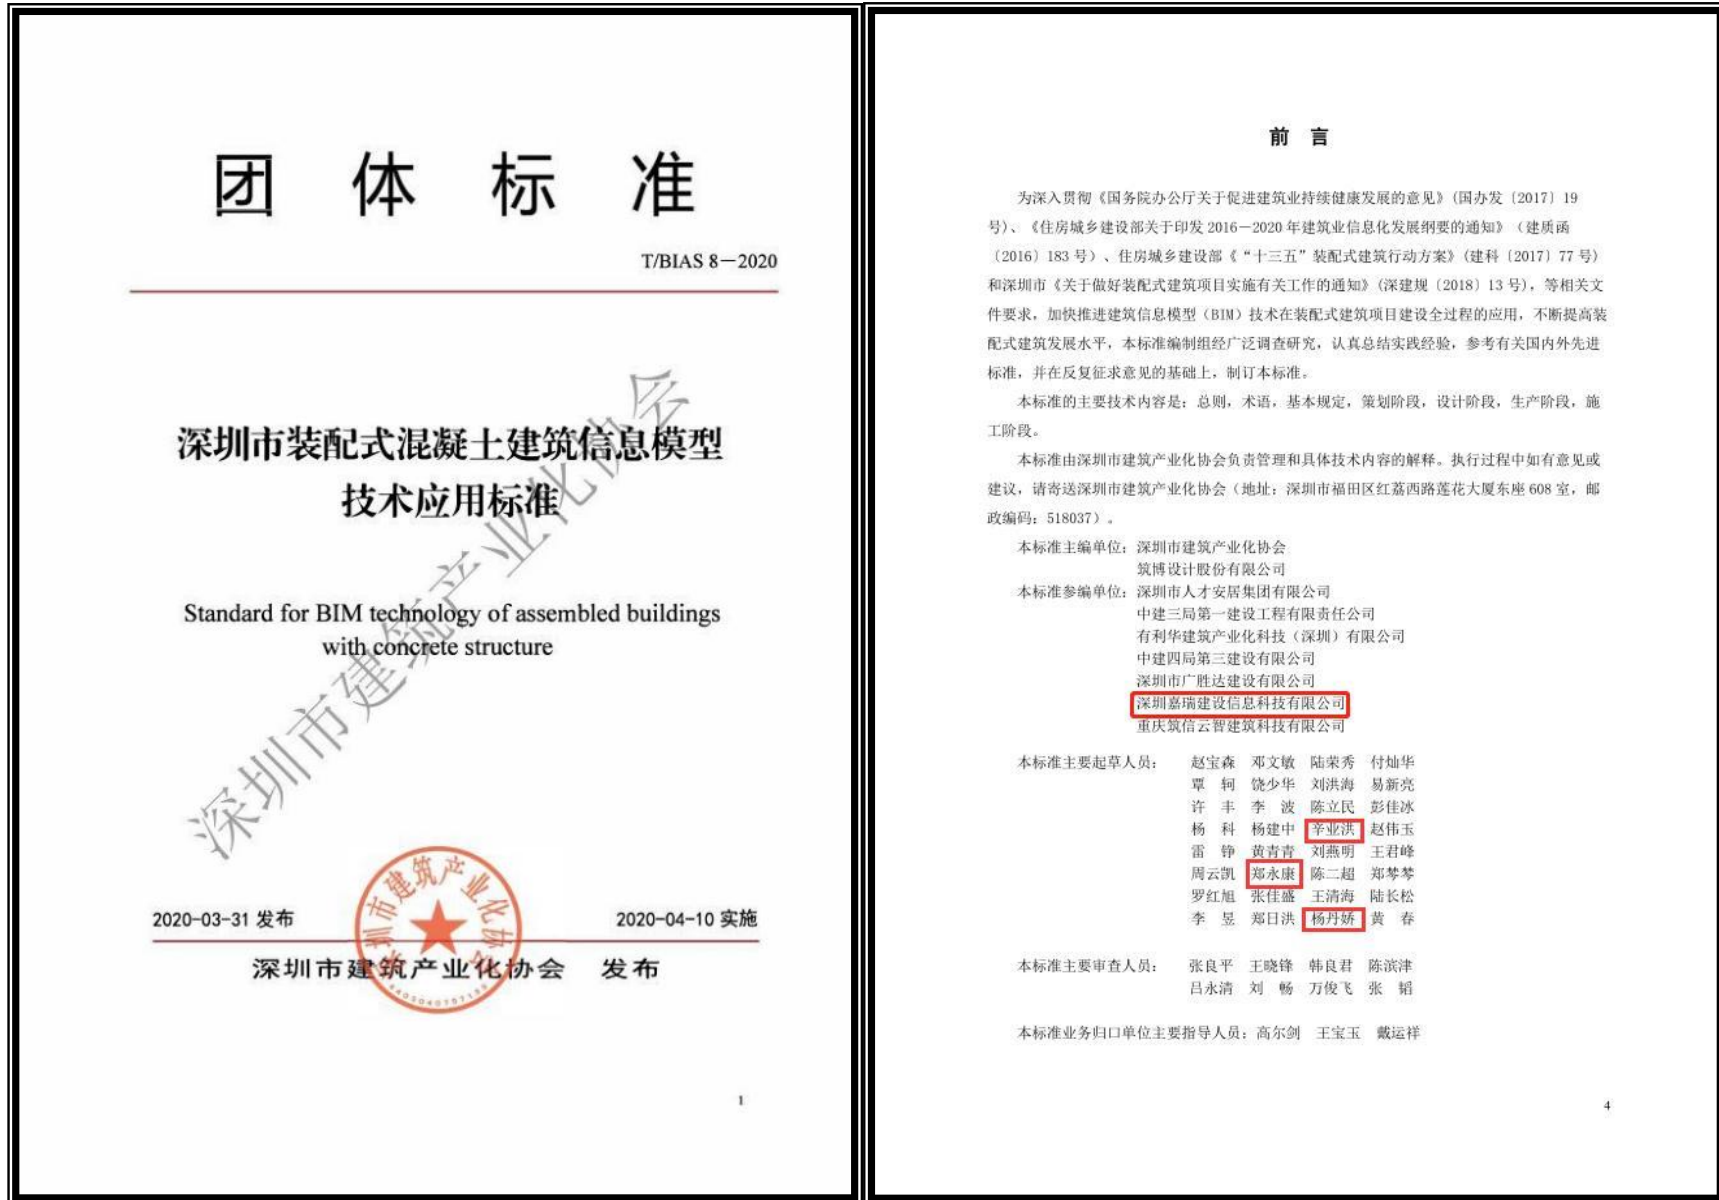 团 体 标 准
T/BIAS 8－2020
深圳市装配式混凝土建筑信息模型
技术应用标准
Standard for BIM technology of assembled buildings
with concrete structure
深圳市建筑产业化协会
2020-03-31 发布
2020-04-10 实施
深圳市建筑产业化协会 发布
深圳市建筑产业化协会
1
前 言
为深入贯彻《国务院办公厅关于促进建筑业持续健康发展的意见》(国办发〔2017〕19
号)、《住房城乡建设部关于印发 2016－2020 年建筑业信息化发展纲要的通知》（建质函
〔2016〕183 号）、住房城乡建设部《“十三五”装配式建筑行动方案》(建科〔2017〕77 号)
和深圳市《关于做好装配式建筑项目实施有关工作的通知》(深建规〔2018〕13 号)，等相关文
件要求，加快推进建筑信息模型（BIM）技术在装配式建筑项目建设全过程的应用，不断提高装
配式建筑发展水平，本标准编制组经广泛调查研究，认真总结实践经验，参考有关国内外先进
标准，并在反复征求意见的基础上，制订本标准。
本标准的主要技术内容是：总则，术语，基本规定，策划阶段，设计阶段，生产阶段，施
工阶段。
本标准由深圳市建筑产业化协会负责管理和具体技术内容的解释。执行过程中如有意见或
建议，请寄送深圳市建筑产业化协会（地址：深圳市福田区红荔西路莲花大厦东座 608 室，邮
政编码：518037）。
本标准主编单位：深圳市建筑产业化协会
筑博设计股份有限公司
本标准参编单位：深圳市人才安居集团有限公司
中建三局第一建设工程有限责任公司
有利华建筑产业化科技（深圳）有限公司
中建四局第三建设有限公司
深圳市广胜达建设有限公司
深圳嘉瑞建设信息科技有限公司
重庆筑信云智建筑科技有限公司
本标准主要起草人员： 赵宝森 邓文敏 陆荣秀 付灿华
覃 轲 饶少华 刘洪海 易新亮
许 丰 李 波 陈立民 彭佳冰
杨 科 杨建中 辛业洪 赵伟玉
雷 铮 黄青青 刘燕明 王君峰
周云凯 郑永康 陈二超 郑琴琴
罗红旭 张佳盛 王清海 陆长松
李 昱 郑日洪 杨丹娇 黄 春
本标准主要审查人员： 张良平 王晓锋 韩良君 陈滨津
吕永清 刘 畅 万俊飞 张 韬
本标准业务归口单位主要指导人员：高尔剑 王宝玉 戴运祥
4